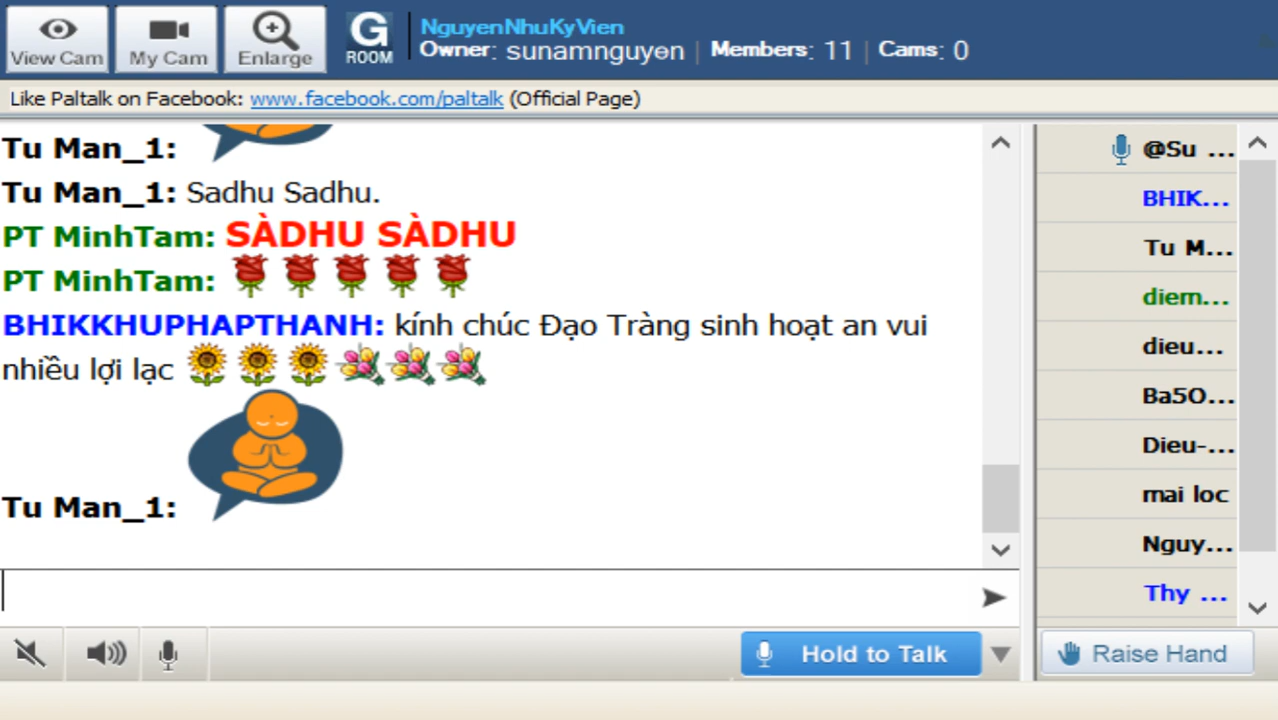 View Cam
My Cam
Enlarge
G
ROOM
NguyenNhuKyVien
Owner: sunamnguyen | Members: 11 | Cams: 0
Like Paltalk on Facebook: www.facebook.com/paltalk (Official Page)
Tu Man_1:
Tu Man_1: Sadhu Sadhu.
PT MinhTam: SÀDHU SÀDHU
PT MinhTam:
BHIKKHUPHAPTHANH: kính chúc Đạo Tràng sinh hoạt an vui
nhiều lợi lạc
Tu Man_1:
@Su ...
BHIK...
Tu M...
diem...
dieu...
Ba5O...
Dieu-...
mai loc
Nguy...
Thy ...
Hold to Talk
Raise Hand